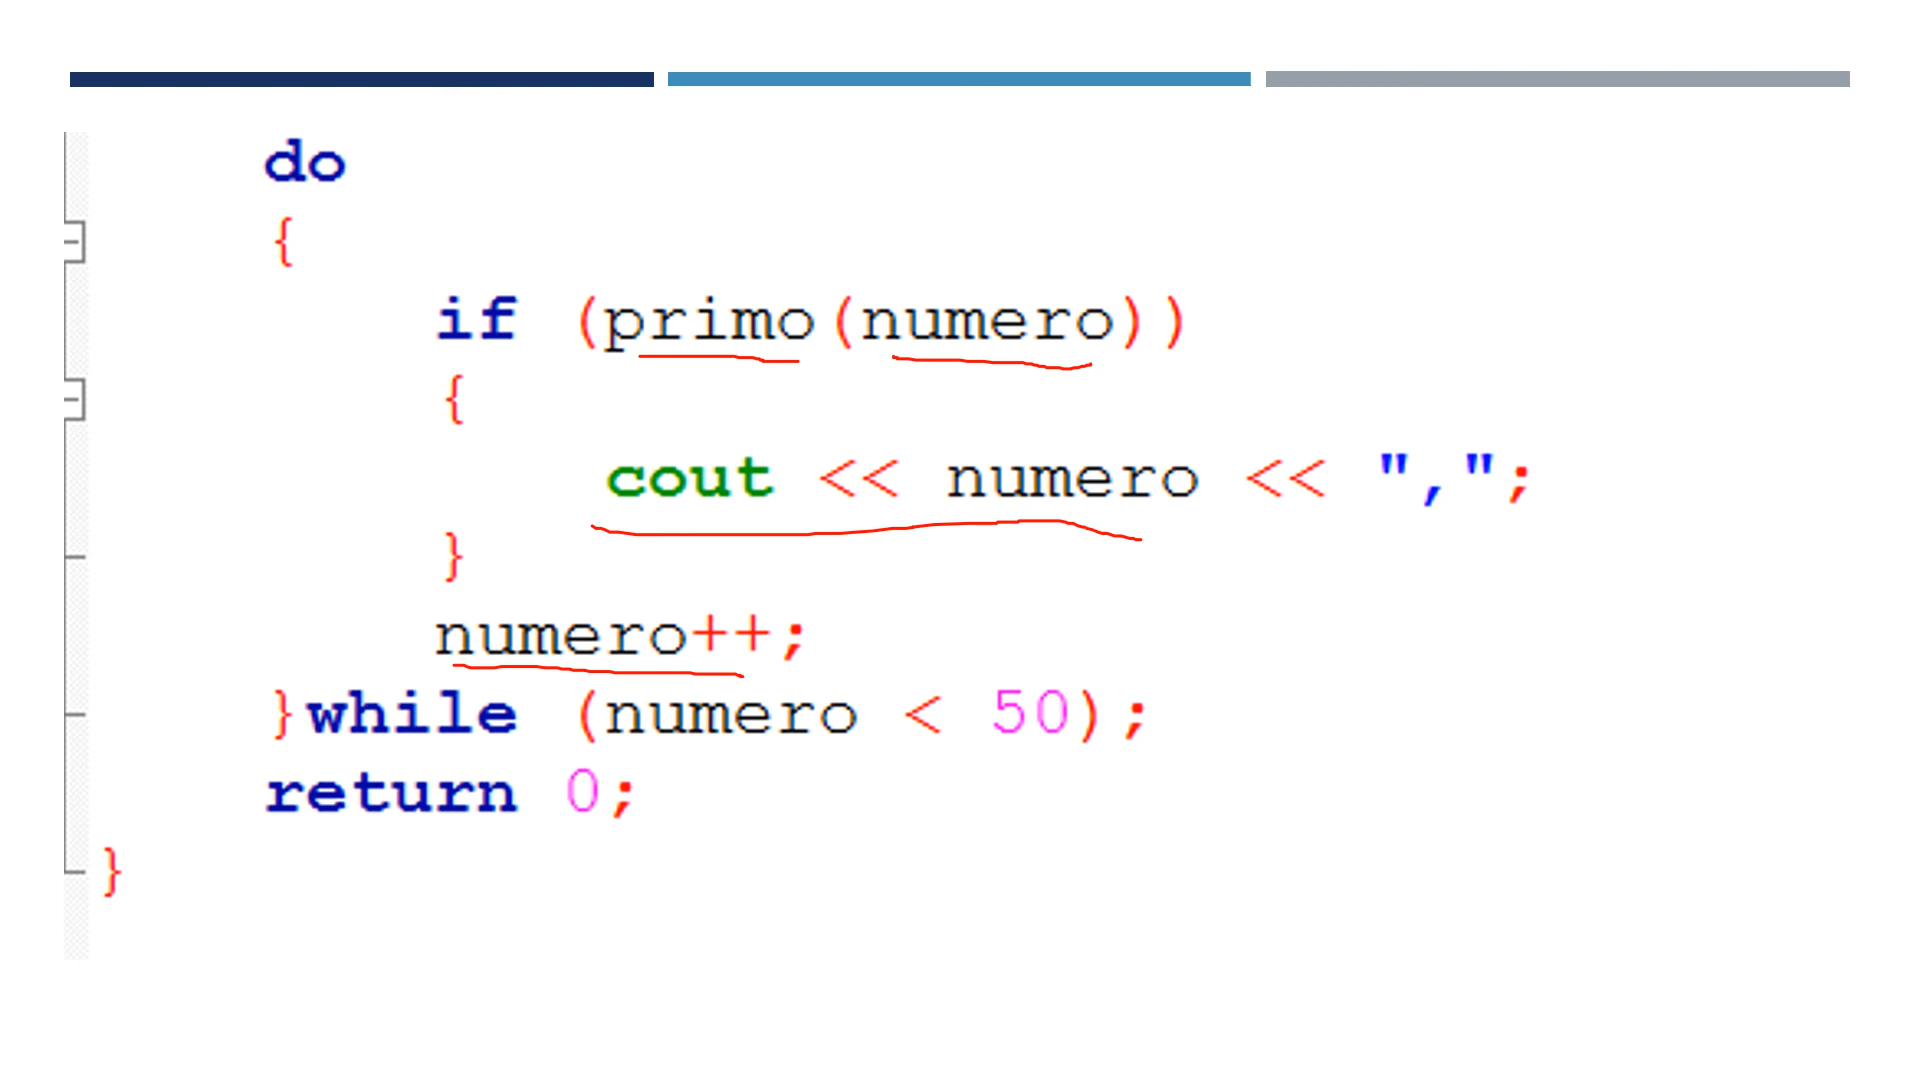 do
{
if (primo(numero))
{
cout << numero << ",";
}
numero++;
}while (numero < 50);
return 0;
}